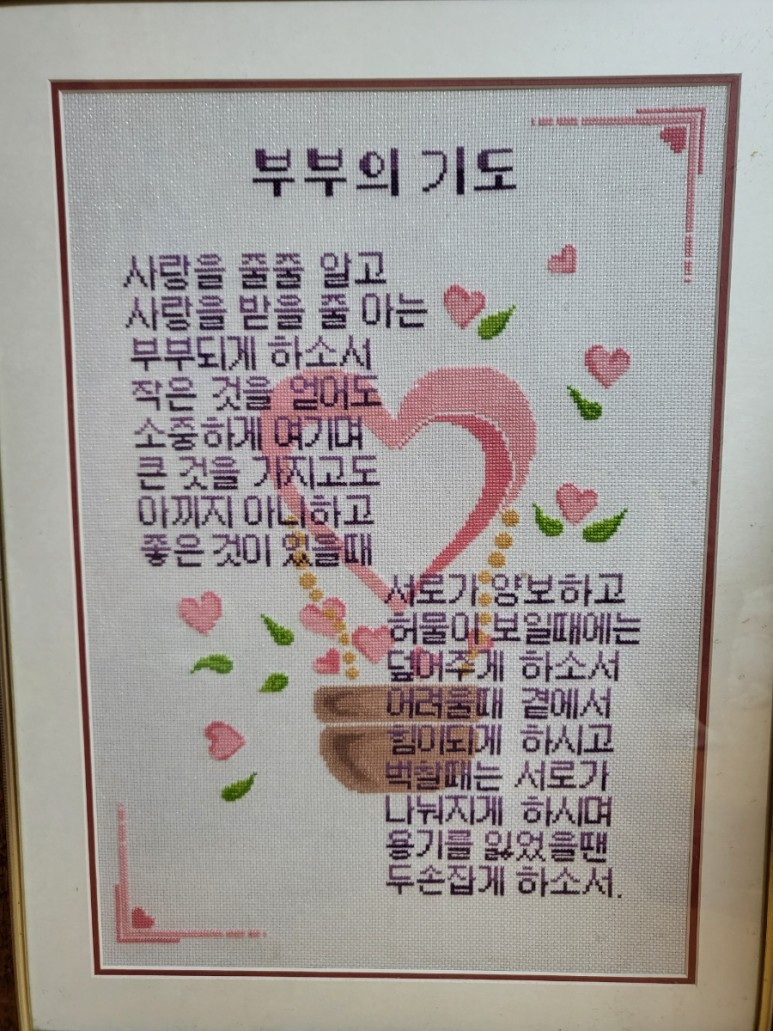 부부의 기도
사랑을 줄줄 알고
사랑을 받을 줄 아는
부부되게 하소서
작은 것을 얻어도
소중하게 여기며
큰 것을 가지고도
아끼지 아니하고
좋은 것이 있을때
서로가 양보하고
허물이 보일때에는
덮어주게 하소서
어려울때 곁에서
힘이되게 하시고
벅찰때는 서로가
나눠지게 하시며
용기를 잃었을땐
두손잡게 하소서.